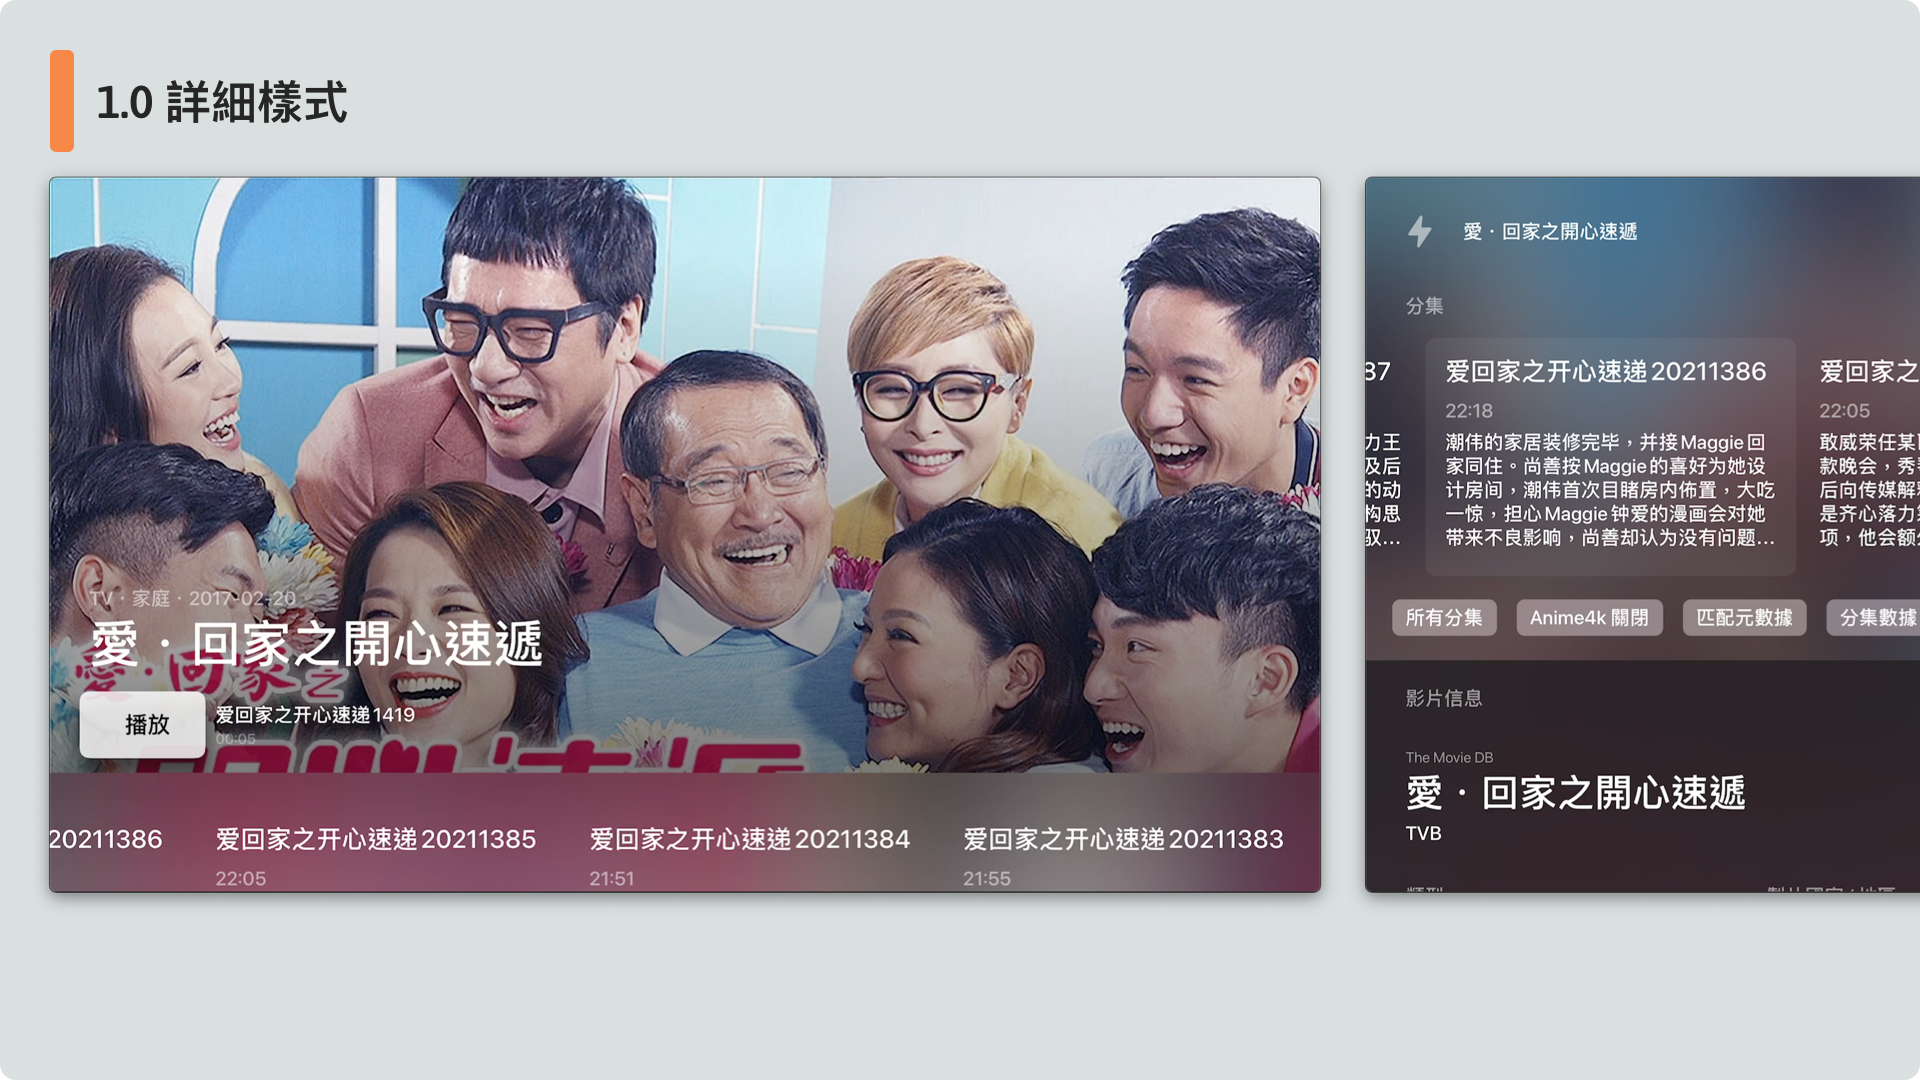 1.0 詳細樣式
TV · 家庭 · 2017-02-20
愛 · 回家之開心速遞
愛·回家之
播放
爱回家之开心速递1419
00:05
20211386
爱回家之开心速递20211385
22:05
爱回家之开心速递20211384
21:51
爱回家之开心速递20211383
21:55
愛 · 回家之開心速遞
分集
37
力王
及后
的动
构思
驭...
爱回家之开心速递20211386
22:18
潮伟的家居装修完毕，并接Maggie回
家同住。尚善按Maggie的喜好为她设
计房间，潮伟首次目睹房内佈置，大吃
一惊，担心Maggie钟爱的漫画会对她
带来不良影响，尚善却认为没有问题...
爱回家之
22:05
敢威荣任某
款晚会，秀
后向传媒解
是齐心落力
项，他会额
所有分集
Anime4k 關閉
匹配元數據
分集數據
影片信息
The Movie DB
愛 · 回家之開心速遞
TVB